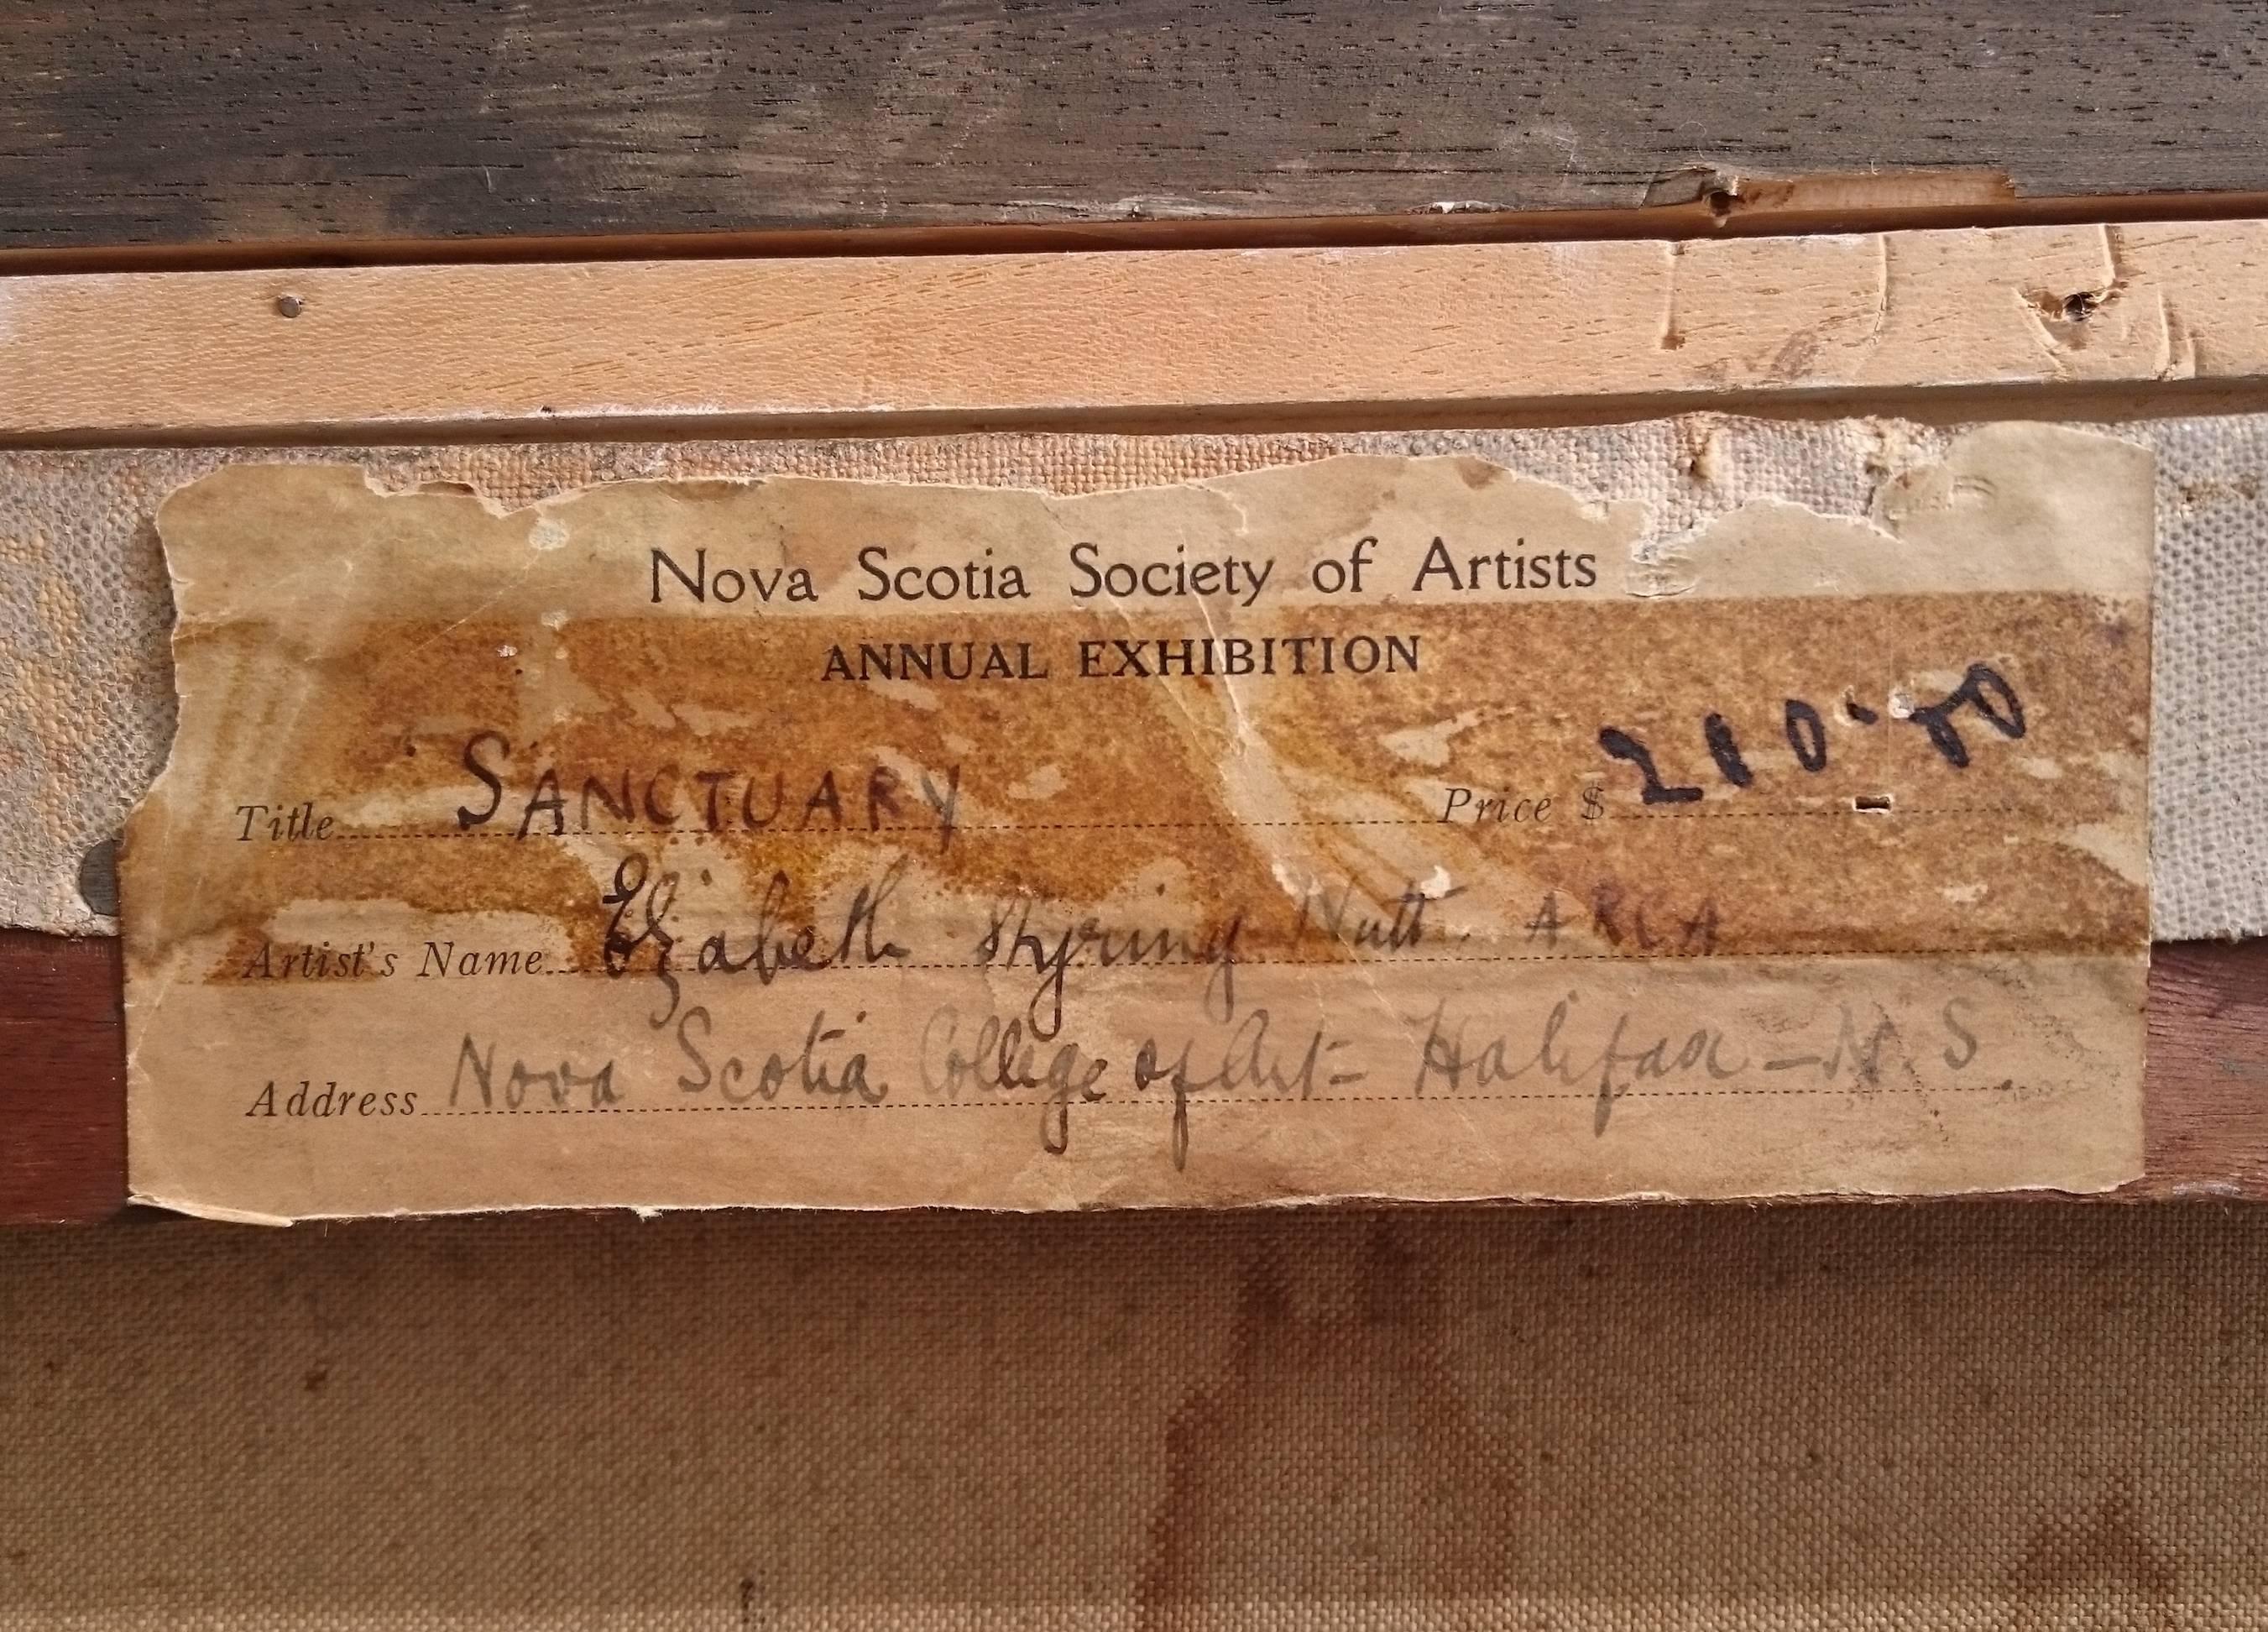 Nova Scotia Society of Artists
ANNUAL EXHIBITION
Title SANCTUARY Price $ 200.00
Artist's Name Elizabeth Styring Nutt, ARCA
Address Nova Scotia College of Art - Halifax - N.S.